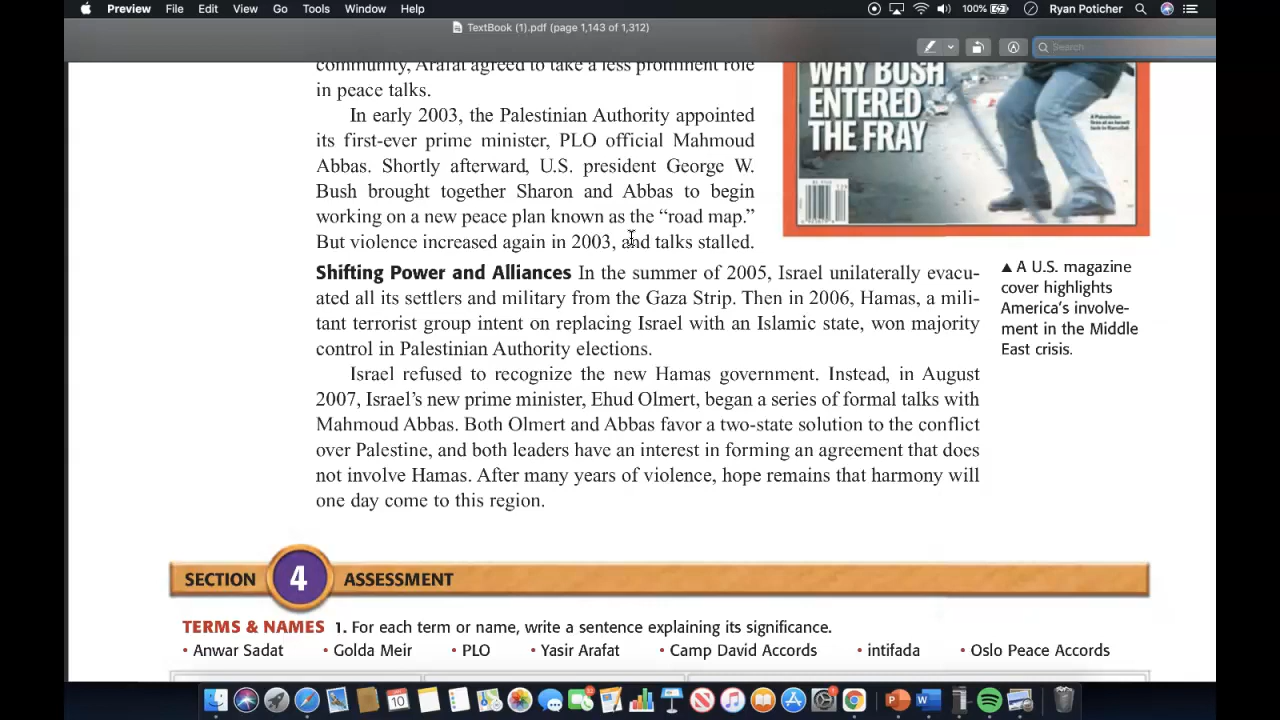 Preview File Edit View Go Tools Window Help 100% Ryan Poticher
TextBook (1).pdf (page 1,143 of 1,312)
Search
community, Arafat agreed to take a less prominent role
in peace talks.
In early 2003, the Palestinian Authority appointed
its first-ever prime minister, PLO official Mahmoud
Abbas. Shortly afterward, U.S. president George W.
Bush brought together Sharon and Abbas to begin
working on a new peace plan known as the “road map.”
But violence increased again in 2003, and talks stalled.
WHY BUSH
ENTERED
THE FRAY
Shifting Power and Alliances In the summer of 2005, Israel unilaterally evacu-
ated all its settlers and military from the Gaza Strip. Then in 2006, Hamas, a mili-
tant terrorist group intent on replacing Israel with an Islamic state, won majority
control in Palestinian Authority elections.
Israel refused to recognize the new Hamas government. Instead, in August
2007, Israel’s new prime minister, Ehud Olmert, began a series of formal talks with
Mahmoud Abbas. Both Olmert and Abbas favor a two-state solution to the conflict
over Palestine, and both leaders have an interest in forming an agreement that does
not involve Hamas. After many years of violence, hope remains that harmony will
one day come to this region.
▲ A U.S. magazine
cover highlights
America’s involve-
ment in the Middle
East crisis.
SECTION 4 ASSESSMENT
TERMS & NAMES 1. For each term or name, write a sentence explaining its significance.
• Anwar Sadat • Golda Meir • PLO • Yasir Arafat • Camp David Accords • intifada • Oslo Peace Accords
10